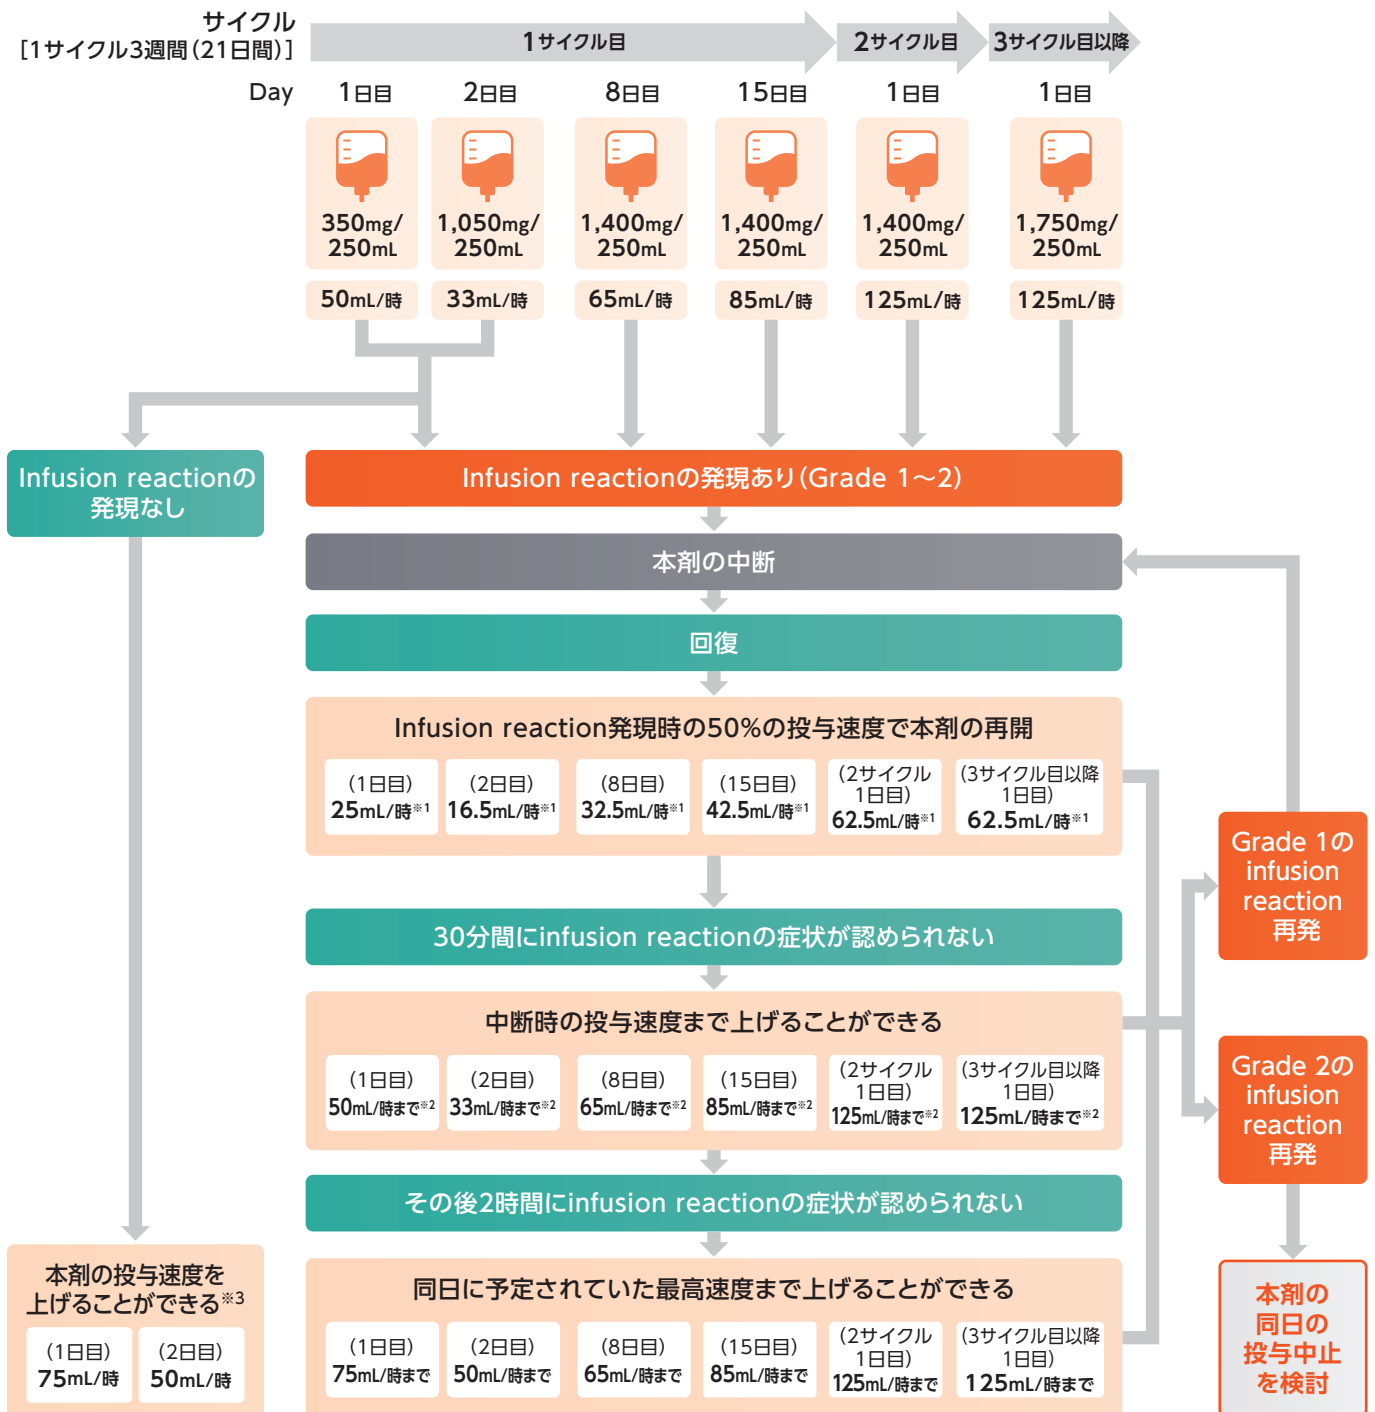 サイクル
[1サイクル3週間(21日間)]
1サイクル目
2サイクル目
3サイクル目以降
Day
1日目
2日目
8日目
15日目
1日目
1日目
350mg/
250mL
1,050mg/
250mL
1,400mg/
250mL
1,400mg/
250mL
1,400mg/
250mL
1,750mg/
250mL
50mL/時
33mL/時
65mL/時
85mL/時
125mL/時
125mL/時
Infusion reactionの
発現なし
Infusion reactionの発現あり(Grade 1〜2)
本剤の中断
回復
Infusion reaction発現時の50%の投与速度で本剤の再開
(1日目)
25mL/時※1
(2日目)
16.5mL/時※1
(8日目)
32.5mL/時※1
(15日目)
42.5mL/時※1
(2サイクル
1日目)
62.5mL/時※1
(3サイクル目以降
1日目)
62.5mL/時※1
Grade 1の
infusion
reaction
再発
30分間にinfusion reactionの症状が認められない
中断時の投与速度まで上げることができる
(1日目)
50mL/時まで※2
(2日目)
33mL/時まで※2
(8日目)
65mL/時まで※2
(15日目)
85mL/時まで※2
(2サイクル
1日目)
125mL/時まで※2
(3サイクル目以降
1日目)
125mL/時まで※2
Grade 2の
infusion
reaction
再発
その後2時間にinfusion reactionの症状が認められない
本剤の投与速度を
上げることができる※3
(1日目)
75mL/時
(2日目)
50mL/時
同日に予定されていた最高速度まで上げることができる
(1日目)
75mL/時まで
(2日目)
50mL/時まで
(8日目)
65mL/時まで
(15日目)
85mL/時まで
(2サイクル
1日目)
125mL/時まで
(3サイクル目以降
1日目)
125mL/時まで
本剤の
同日の
投与中止
を検討